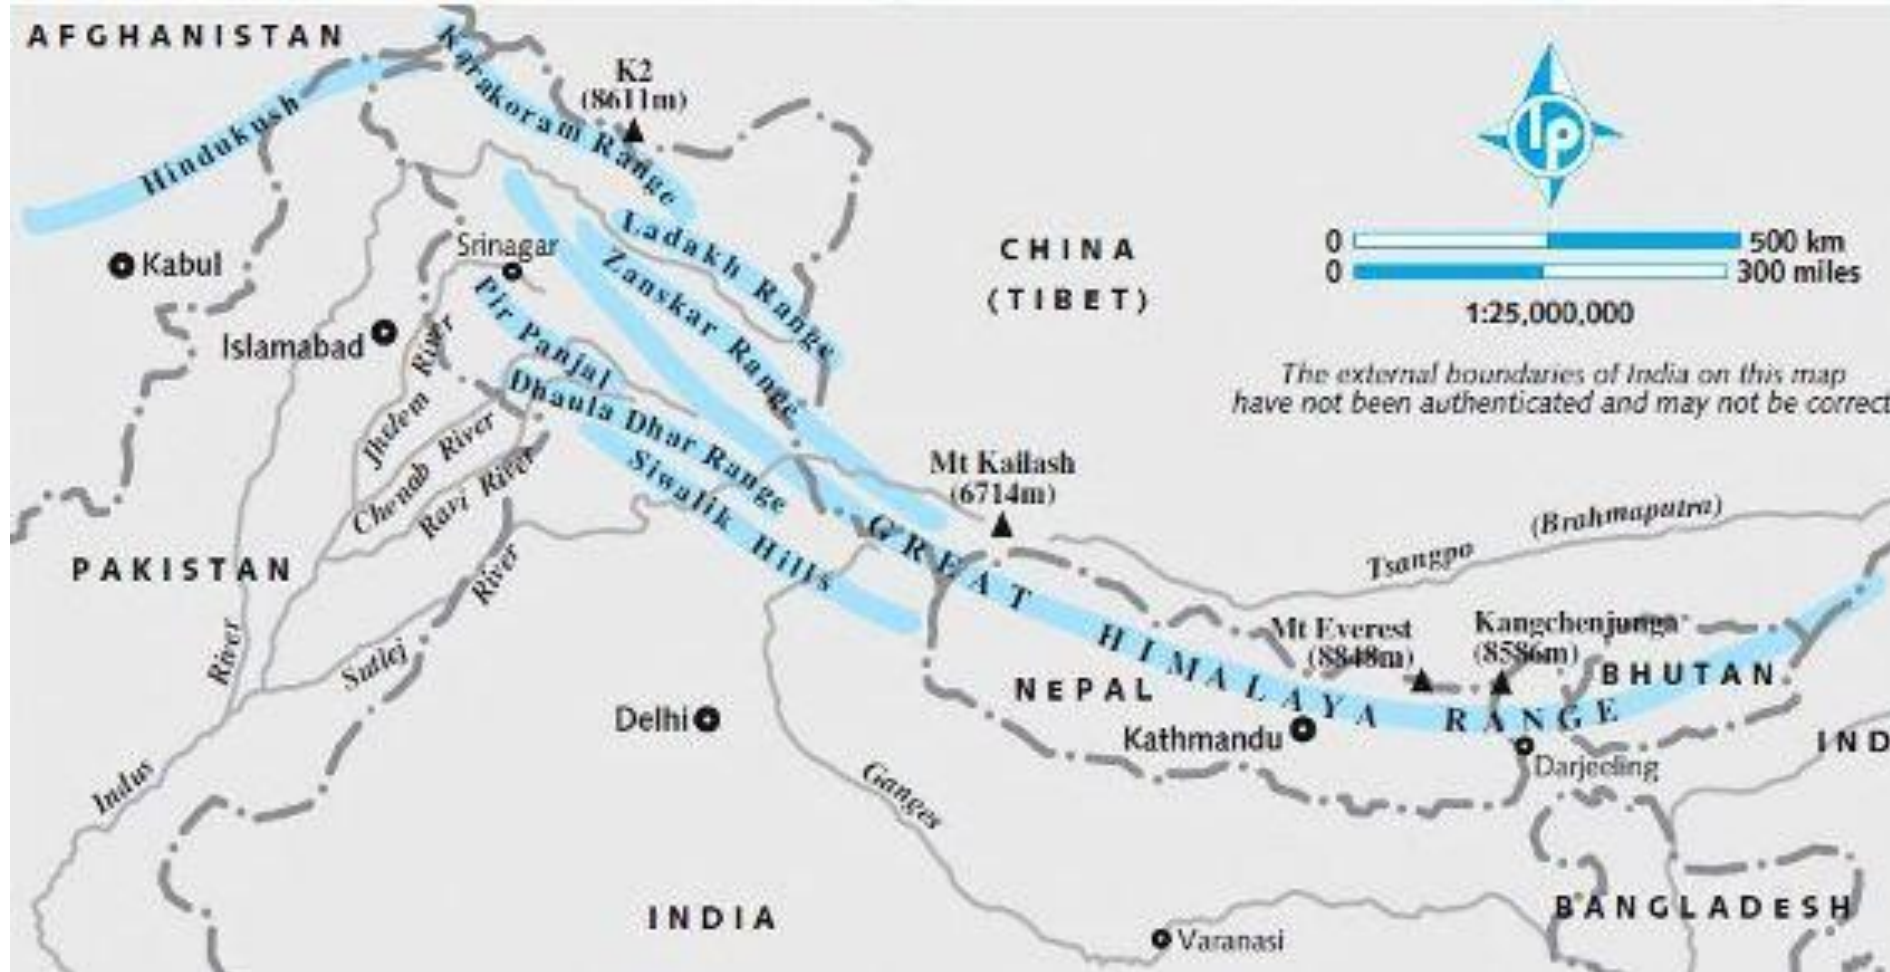 AFGHANISTAN
Karakoram Range
K2
(8611m)
Hindukush
lp
Ladakh Range
CHINA
(TIBET)
0 500 km
0 300 miles
1:25,000,000
Srinagar
Kabul
Zanskar Range
Pir Panjal
Islamabad
The external boundaries of India on this map
have not been authenticated and may not be correct
Jhelem River
Dhaula Dhar Range
Chenab River
Ravi River
Siwalik Hills
Mt Kailash
(6714m)
GREAT HIMALAYA RANGE
Tsangpo (Brahmaputra)
PAKISTAN
Sutlej River
Indus River
Mt Everest
(8848m)
Kangchenjunga
(8586m)
BHUTAN
NEPAL
Delhi
Kathmandu
IND
Darjeeling
Ganges
INDIA
BANGLADESH
Varanasi